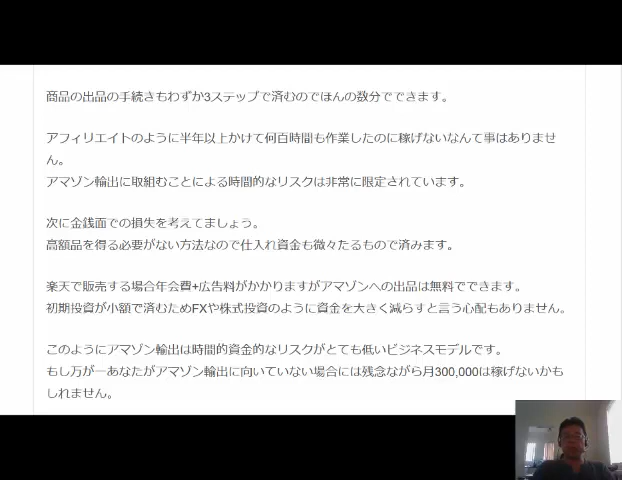 商品の出品の手続きもわずか3ステップで済むのでほんの数分でできます。
アフィリエイトのように半年以上かけて何百時間も作業したのに稼げないなんて事はありませ
ん。
アマゾン輸出に取組むことによる時間的なリスクは非常に限定されています。
次に金銭面での損失を考えてましょう。
高額品を得る必要がない方法なので仕入れ資金も微々たるもので済みます。
楽天で販売する場合年会費+広告料がかかりますがアマゾンへの出品は無料でできます。
初期投資が小額で済むためFXや株式投資のように資金を大きく減らすと言う心配もありません。
このようにアマゾン輸出は時間的資金的なリスクがとても低いビジネスモデルです。
もし万が一あなたがアマゾン輸出に向いていない場合には残念ながら月300,000は稼げないかも
しれません。